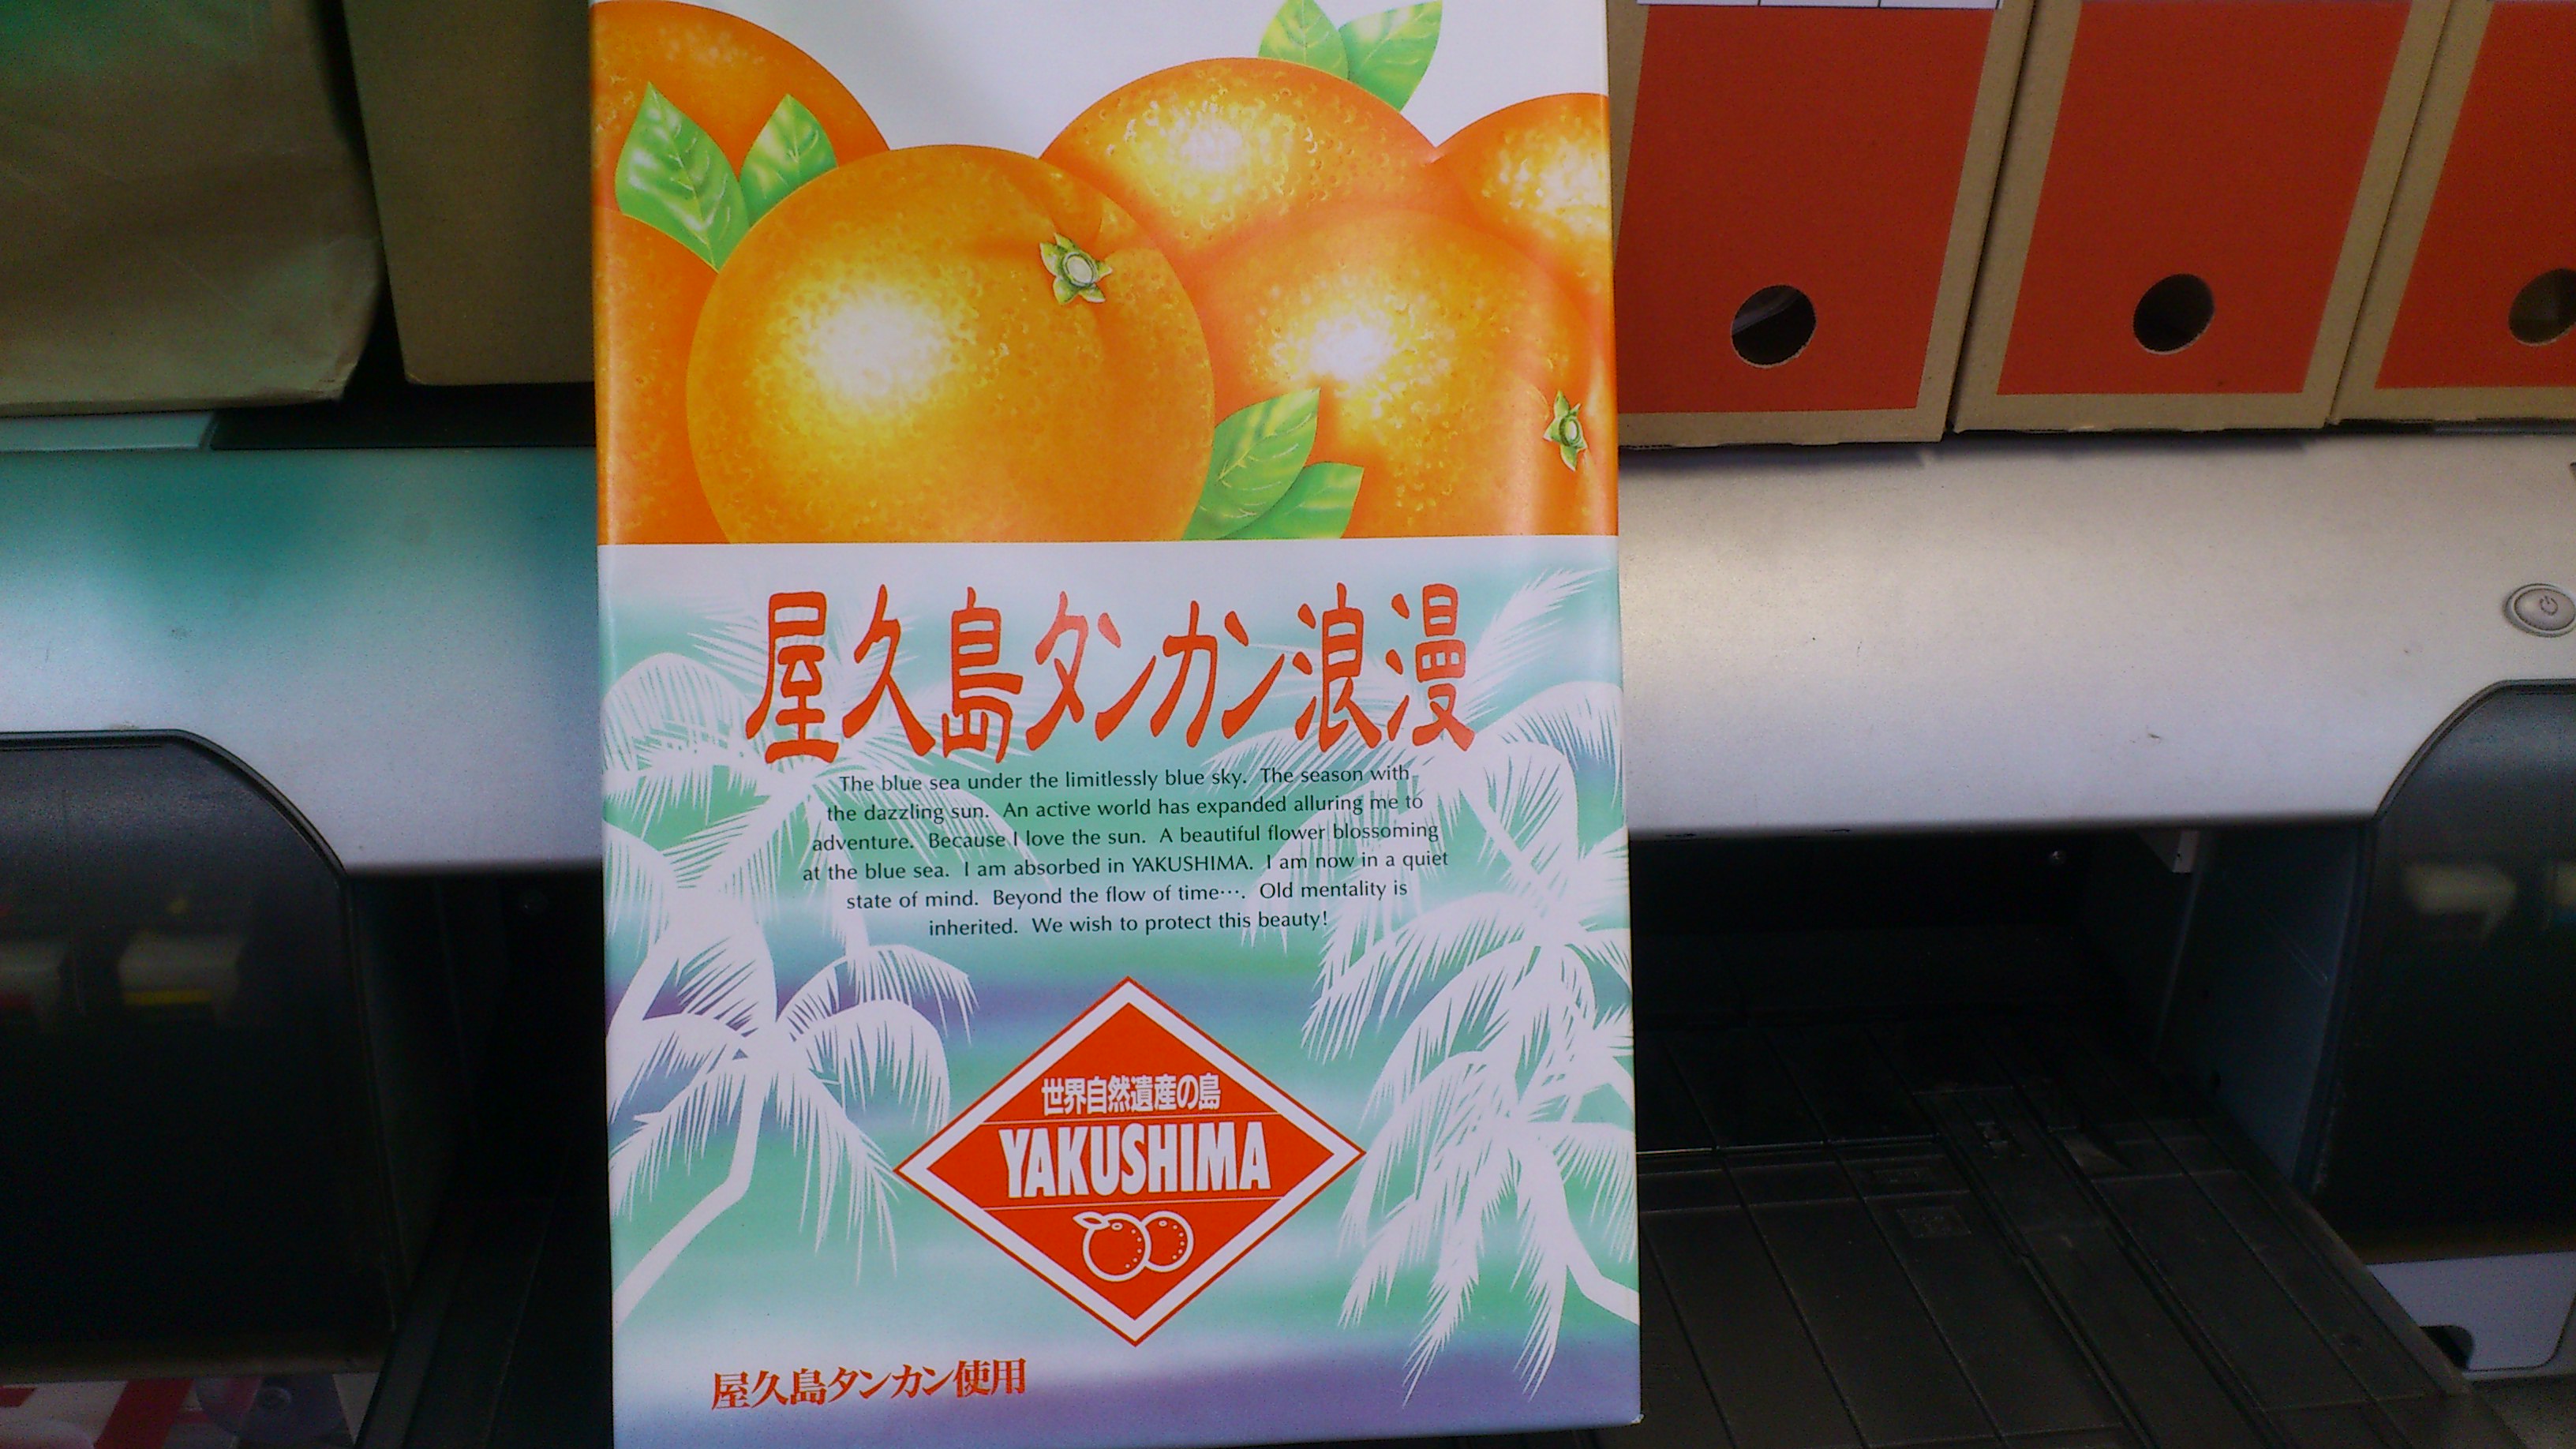 屋久島タンカン浪漫
The blue sea under the limitlessly blue sky. The season with
the dazzling sun. An active world has expanded alluring me to
adventure. Because I love the sun. A beautiful flower blossoming
at the blue sea. I am absorbed in YAKUSHIMA. I am now in a quiet
state of mind. Beyond the flow of time…. Old mentality is
inherited. We wish to protect this beauty!
世界自然遺産の島
YAKUSHIMA
屋久島タンカン使用